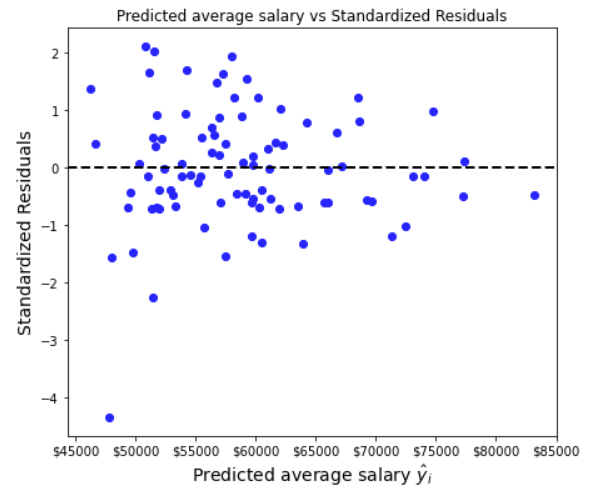 Predicted average salary vs Standardized Residuals
2
1
0
−1
−2
−3
−4
Standardized Residuals
$45000 $50000 $55000 $60000 $65000 $70000 $75000 $80000 $85000
Predicted average salary ŷᵢ